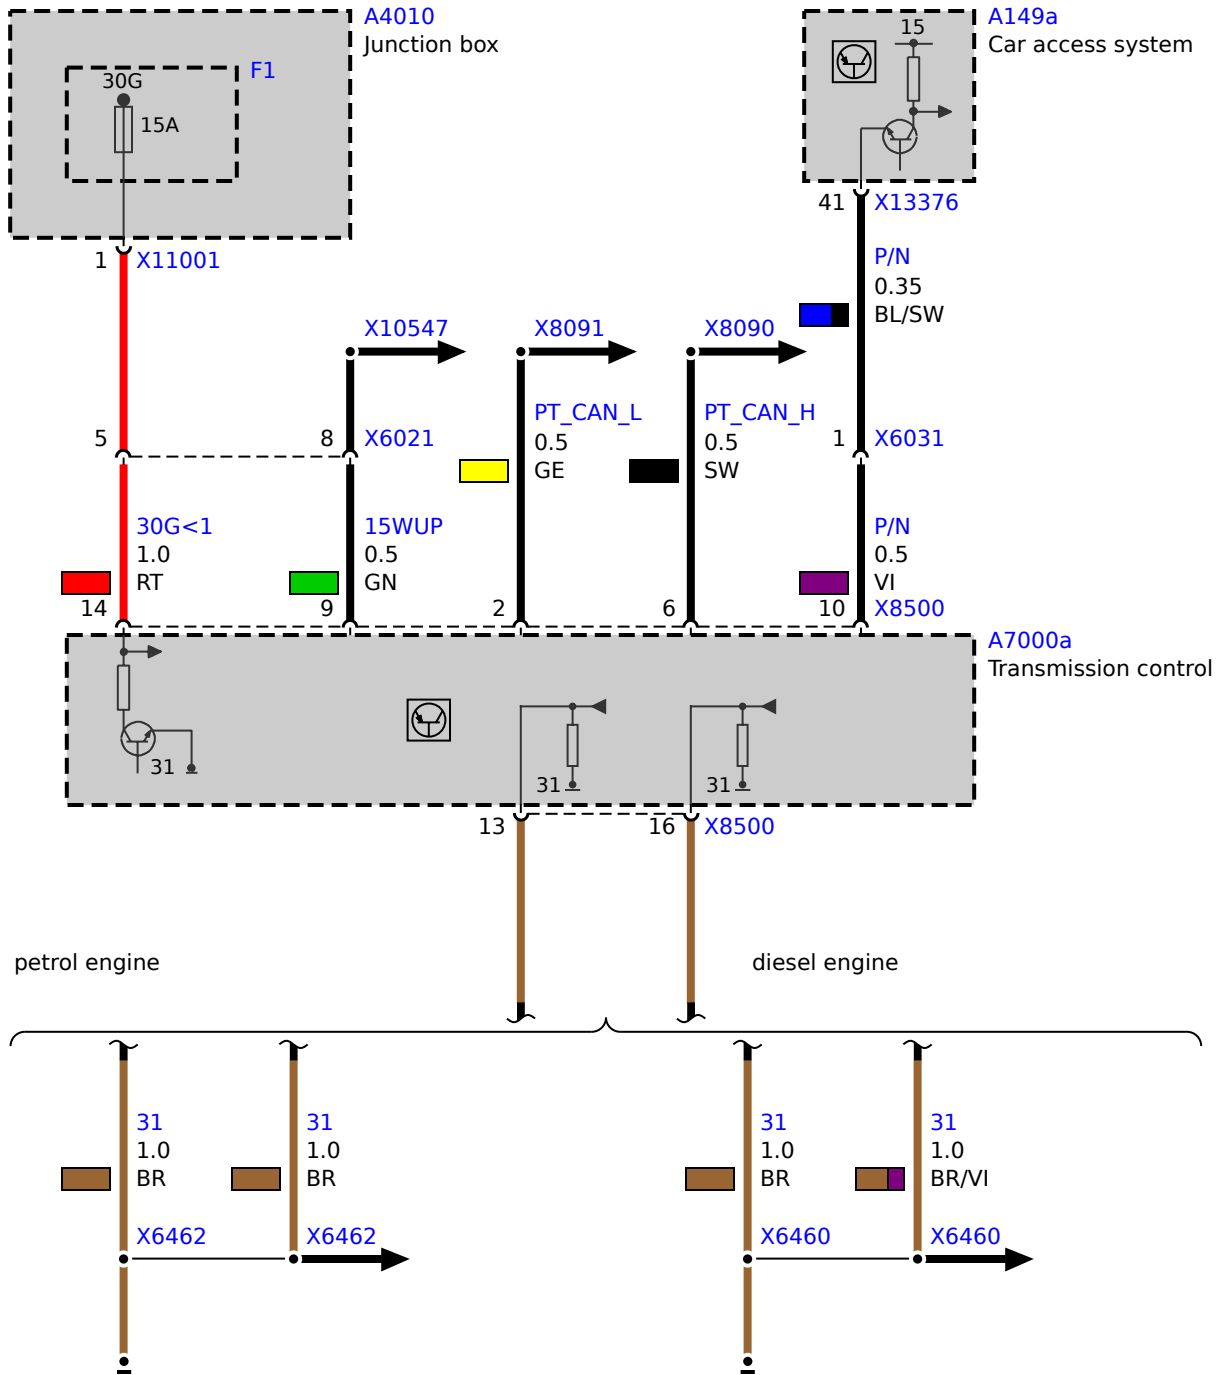 A4010
Junction box
F1
30G
15A
A149a
Car access system
15
1 X11001
41 X13376
P/N
0.35
BL/SW
X10547
X8091
X8090
PT_CAN_L
0.5
GE
PT_CAN_H
0.5
SW
5
8 X6021
1 X6031
30G<1
1.0
RT
15WUP
0.5
GN
P/N
0.5
VI
14
9
2
6
10 X8500
A7000a
Transmission control
31
31
31
13
16 X8500
petrol engine
diesel engine
31
1.0
BR
31
1.0
BR
31
1.0
BR
31
1.0
BR/VI
X6462
X6462
X6460
X6460